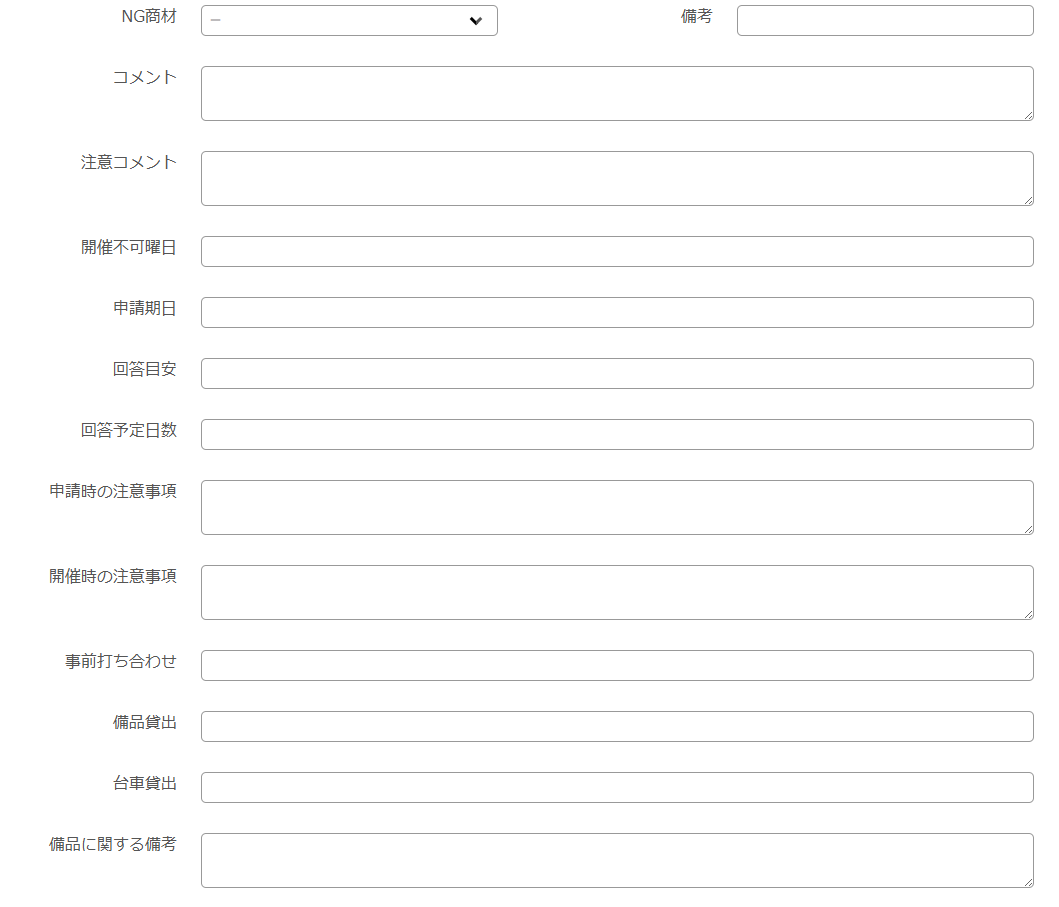 NG商材 — 備考
コメント
注意コメント
開催不可曜日
申請期日
回答目安
回答予定日数
申請時の注意事項
開催時の注意事項
事前打ち合わせ
備品貸出
台車貸出
備品に関する備考